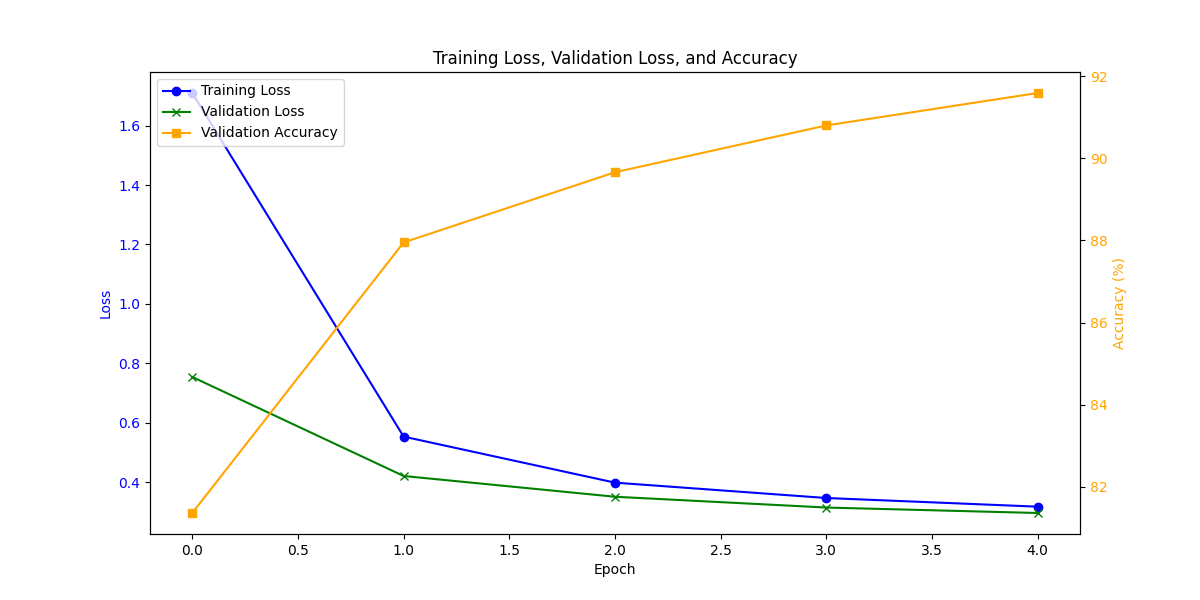 Training Loss, Validation Loss, and Accuracy
Training Loss
Validation Loss
Validation Accuracy
Loss
1.6
1.4
1.2
1.0
0.8
0.6
0.4
92
90
88
86
84
82
Accuracy (%)
0.0 0.5 1.0 1.5 2.0 2.5 3.0 3.5 4.0
Epoch